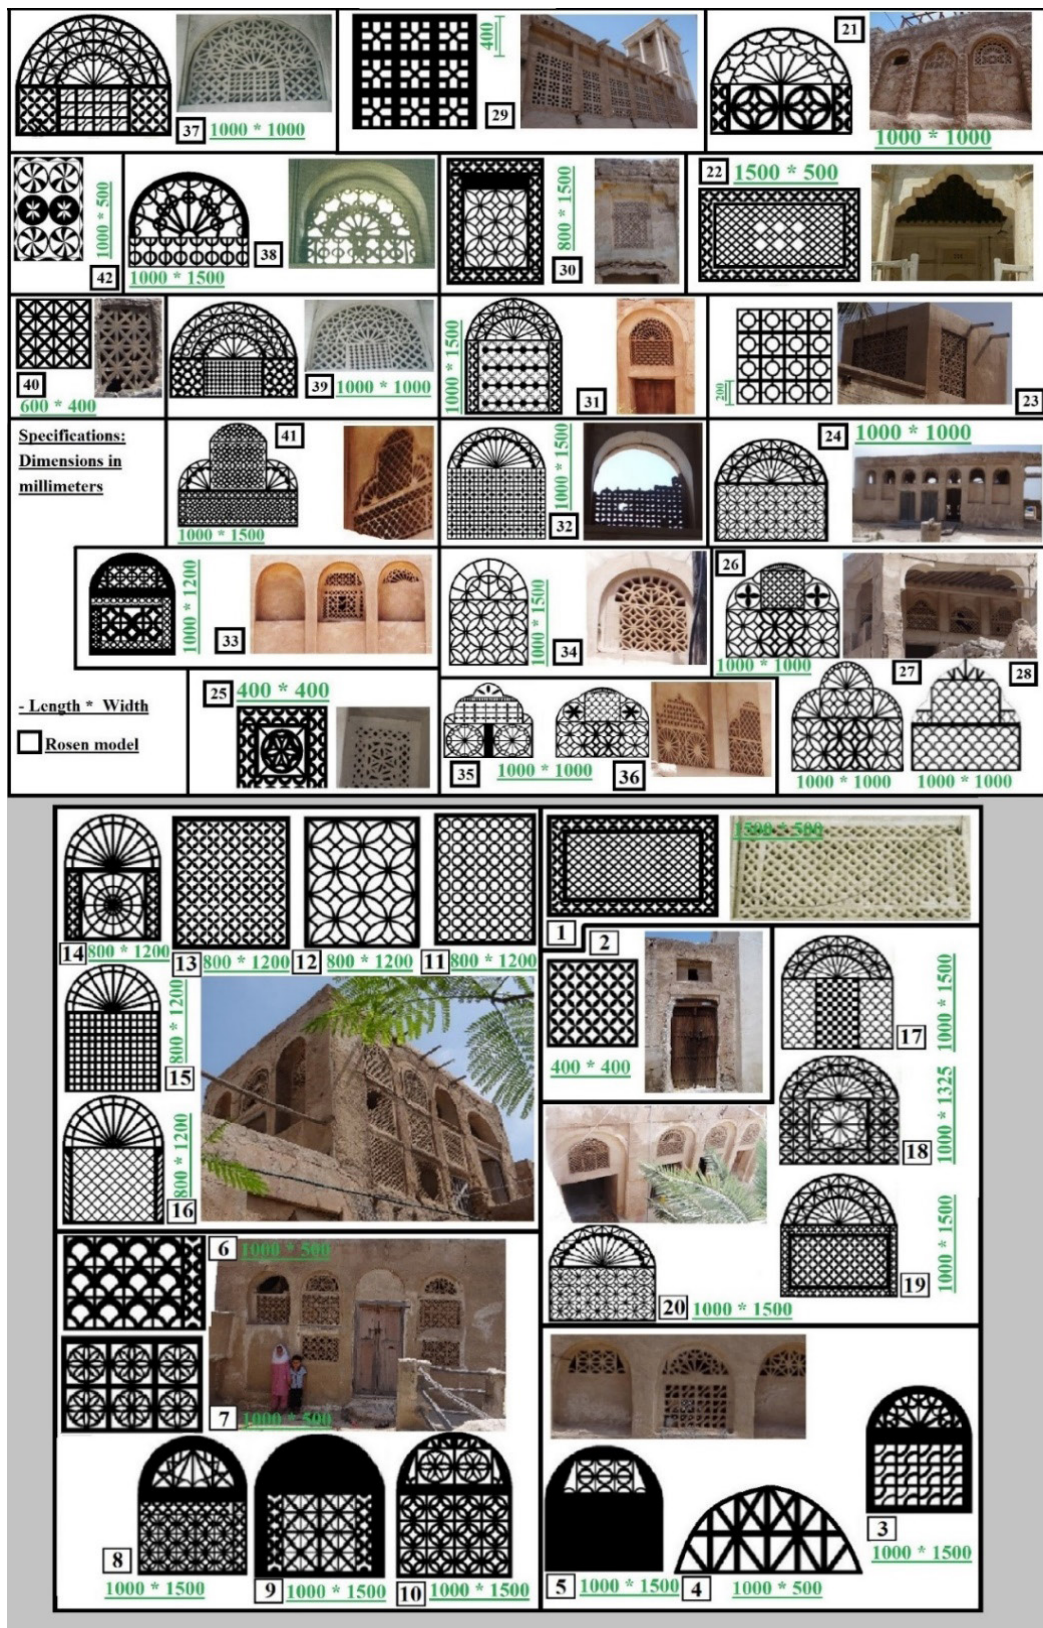 37 1000 * 1000
400
29
21
1000 * 1000
1000 * 500
42
38
1000 * 1500
800 * 1500
30
22 1500 * 500
40
600 * 400
39 1000 * 1000
1000 * 1500
31
200
23
Specifications:
Dimensions in
millimeters
41
1000 * 1500
1000 * 1500
32
24 1000 * 1000
1000 * 1200
33
34
1000 * 1500
26
1000 * 1000
27
28
1000 * 1000
1000 * 1000
- Length * Width
Rosen model
25 400 * 400
35
1000 * 1000
36
14 800 * 1200
13 800 * 1200
12 800 * 1200
11 800 * 1200
15
800 * 1200
16
800 * 1200
1500 * 500
1
2
400 * 400
17
1000 * 1500
18
1000 * 1325
19
1000 * 1500
20 1000 * 1500
6 1000 * 500
7 1000 * 500
8
1000 * 1500
9 1000 * 1500
10 1000 * 1500
5 1000 * 1500
4 1000 * 500
3
1000 * 1500